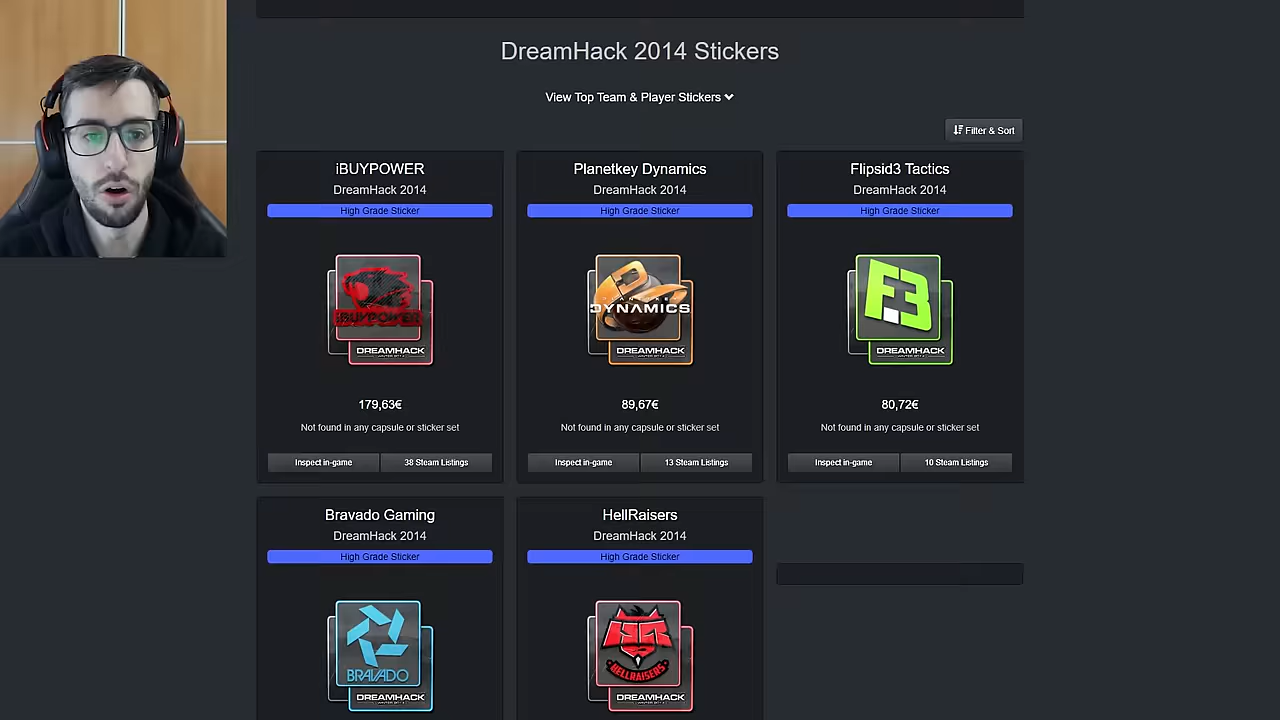 DreamHack 2014 Stickers
View Top Team & Player Stickers
Filter & Sort
iBUYPOWER
DreamHack 2014
High Grade Sticker
iBUYPOWER
DREAMHACK
179,63€
Not found in any capsule or sticker set
Inspect in-game
38 Steam Listings
Planetkey Dynamics
DreamHack 2014
High Grade Sticker
PLANETKEY
DYNAMICS
DREAMHACK
89,67€
Not found in any capsule or sticker set
Inspect in-game
13 Steam Listings
Flipsid3 Tactics
DreamHack 2014
High Grade Sticker
F3
DREAMHACK
80,72€
Not found in any capsule or sticker set
Inspect in-game
10 Steam Listings
Bravado Gaming
DreamHack 2014
High Grade Sticker
BRAVADO
DREAMHACK
HellRaisers
DreamHack 2014
High Grade Sticker
HR
HELLRAISERS
DREAMHACK